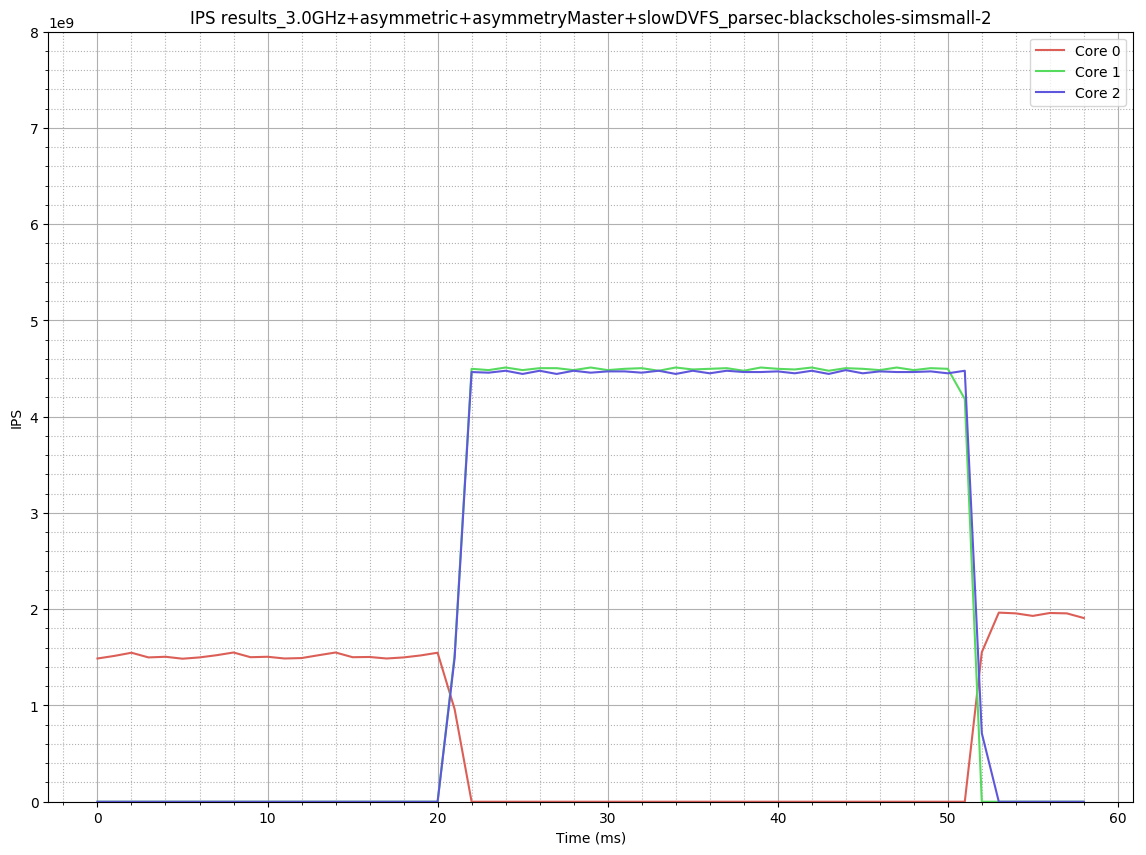 IPS results_3.0GHz+asymmetric+asymmetryMaster+slowDVFS_parsec-blackscholes-simsmall-2
1e9
8
7
6
5
4
3
2
1
0
IPS
Core 0
Core 1
Core 2
0 10 20 30 40 50 60
Time (ms)